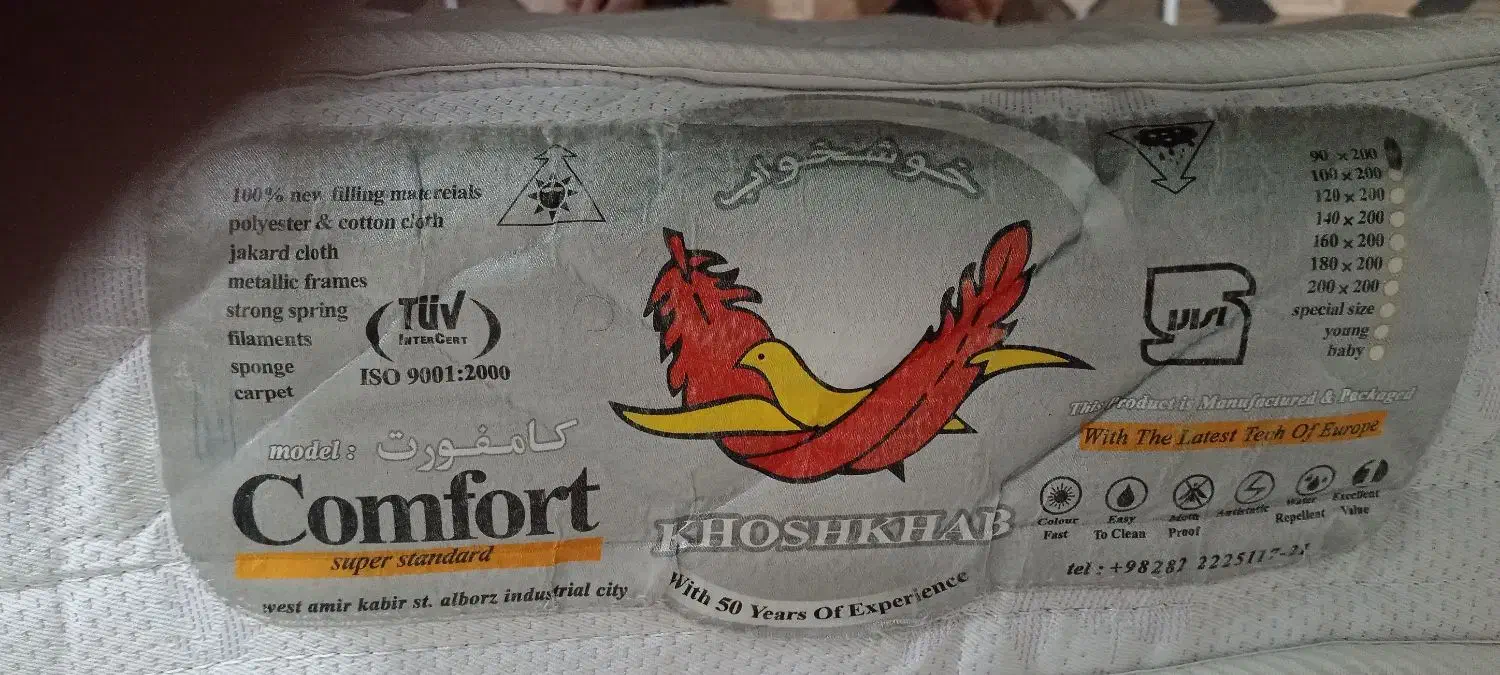 100% new filling matereials
polyester & cotton cloth
jakard cloth
metallic frames
strong spring
filaments
sponge
carpet
TÜV
INTERCERT
ISO 9001:2000
model : کامفورت
Comfort
super standard
west amir kabir st. alborz industrial city
خوشخواب
KHOSHKHAB
With 50 Years Of Experience
90 x 200
100 x 200
120 x 200
140 x 200
160 x 200
180 x 200
200 x 200
special size
young
baby
This Product is Manufactured & Packaged
With The Latest Tech Of Europe
Colour Fast
Easy To Clean
Moth Proof
Antistatic
Water Repellent
Excellent Value
tel : +98282 2225117-21